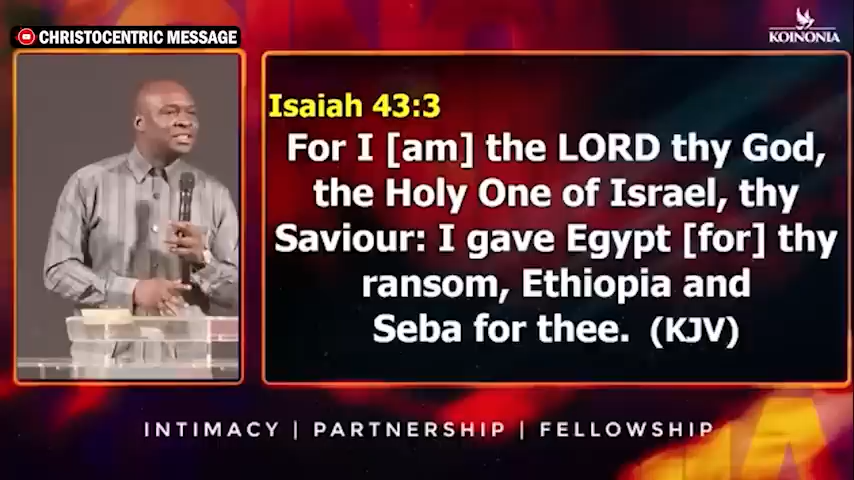 CHRISTOCENTRIC MESSAGE
KOINONIA
Isaiah 43:3
For I [am] the LORD thy God,
the Holy One of Israel, thy
Saviour: I gave Egypt [for] thy
ransom, Ethiopia and
Seba for thee. (KJV)
INTIMACY | PARTNERSHIP | FELLOWSHIP